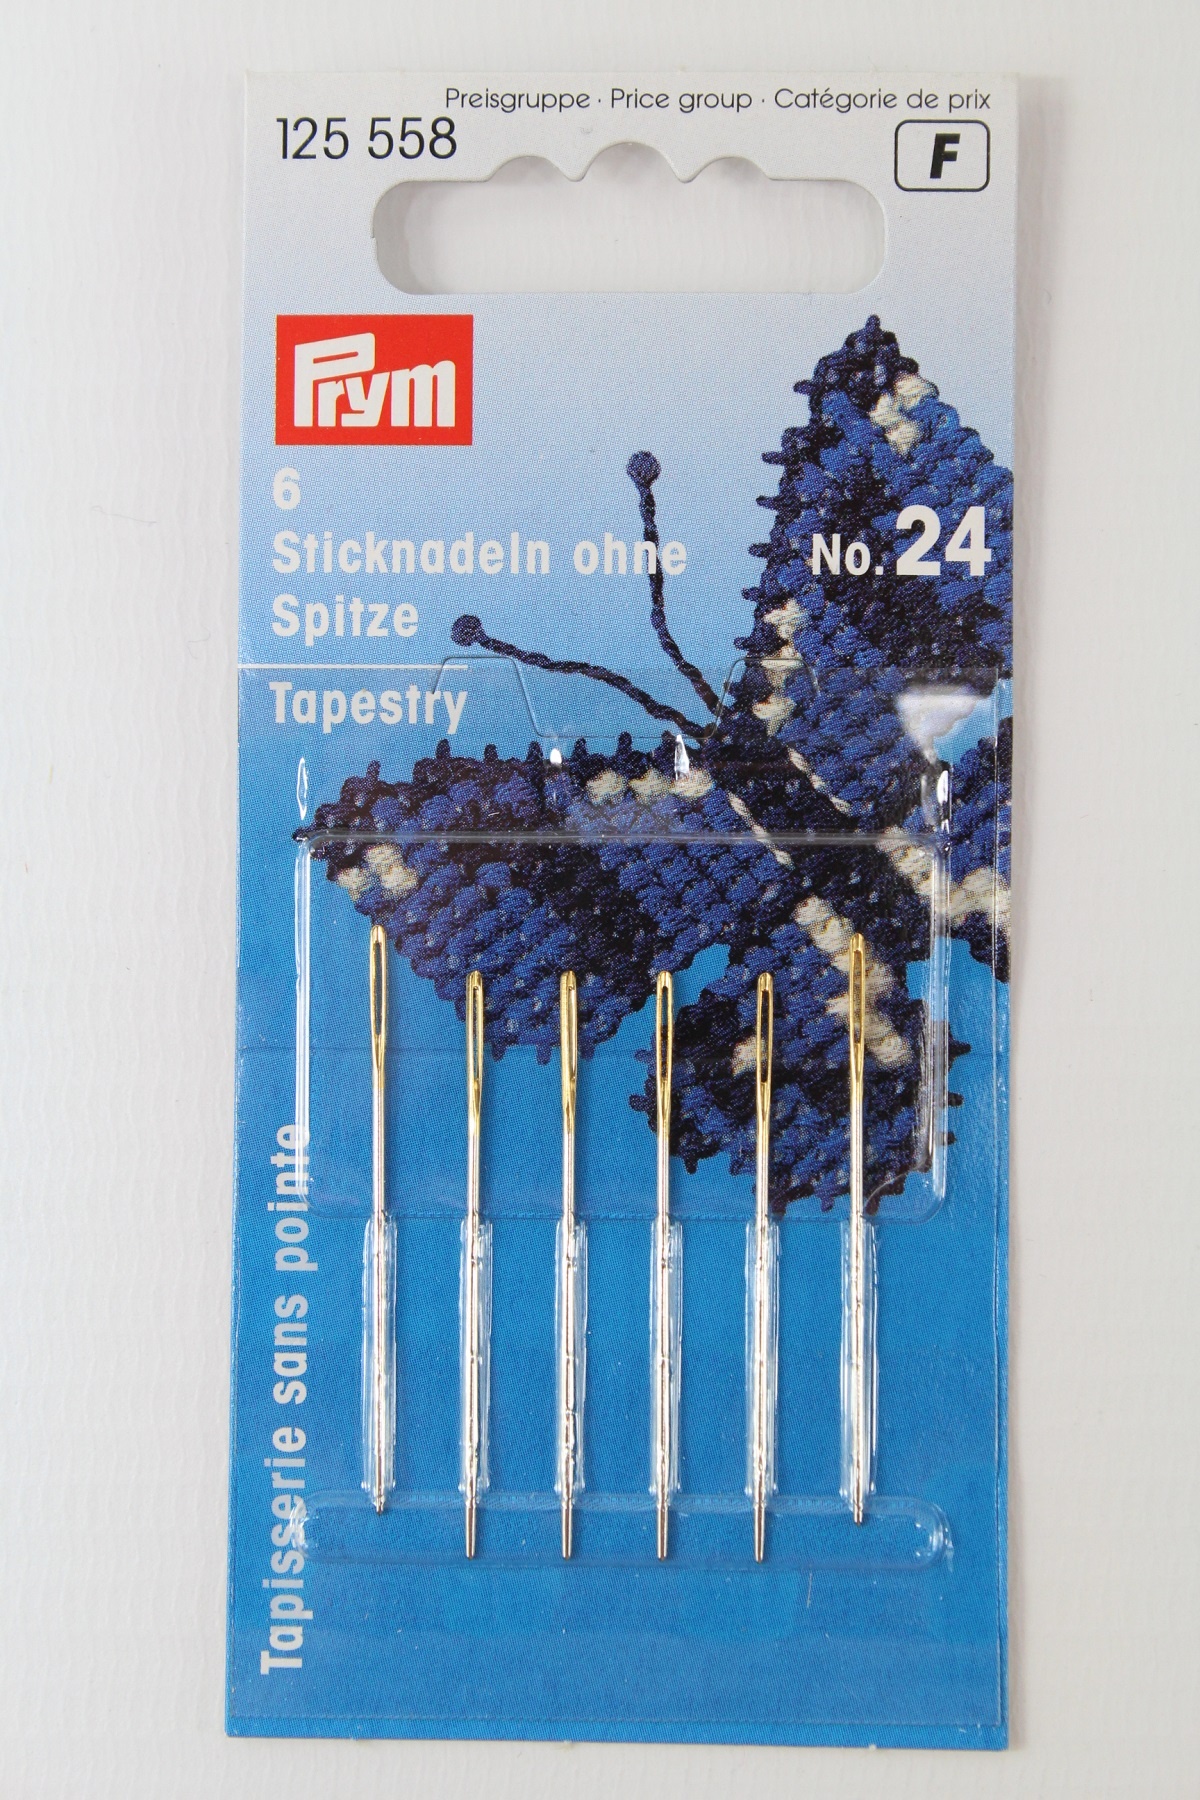 Preisgruppe · Price group · Catégorie de prix
125 558
F
Prym
6
Sticknadeln ohne
Spitze
No. 24
Tapestry
Tapisserie sans pointe